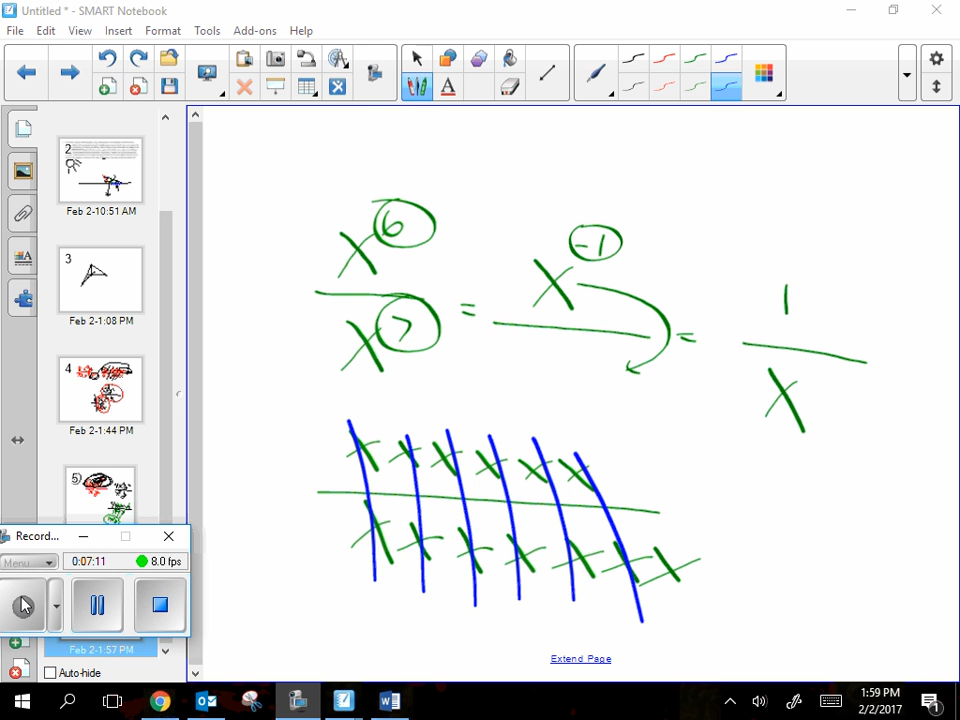 Untitled * - SMART Notebook
File Edit View Insert Format Tools Add-ons Help
2
Feb 2-10:51 AM
3
Feb 2-1:08 PM
4
Feb 2-1:44 PM
5)
Record...
Menu
0:07:11
8.0 fps
Feb 2-1:57 PM
Auto-hide
x^6 / x^7 = x^-1 = 1 / x
x x x x x x
x x x x x x x
Extend Page
1:59 PM
2/2/2017
1